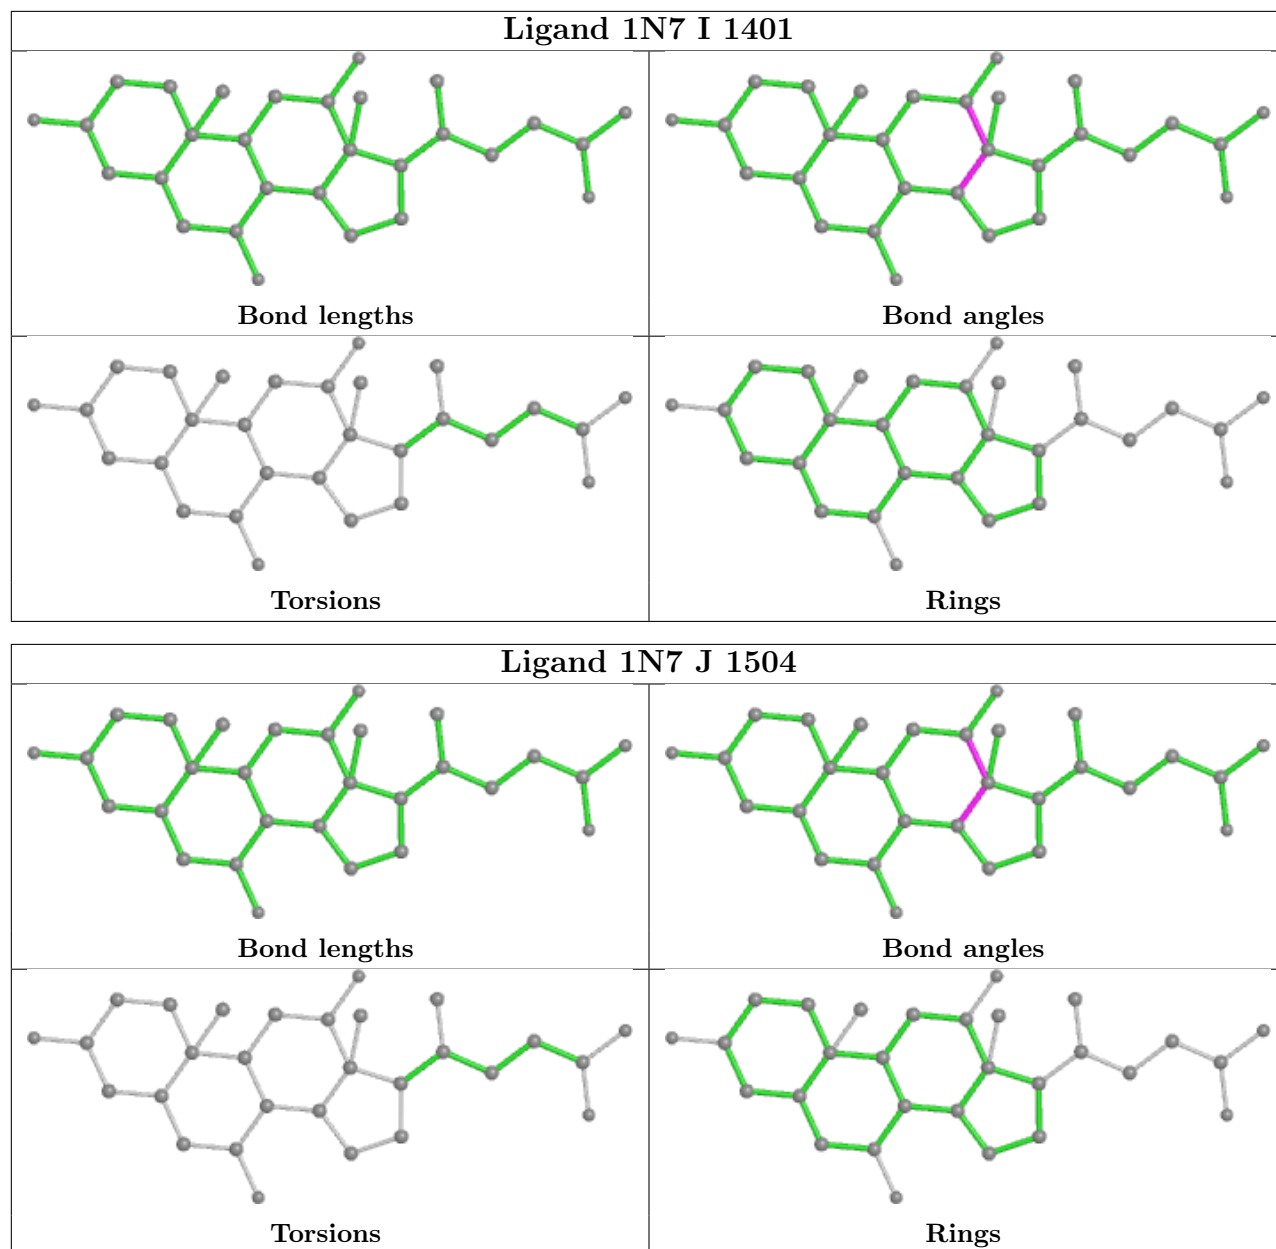 Ligand 1N7 I 1401
Bond lengths
Bond angles
Torsions
Rings
Ligand 1N7 J 1504
Bond lengths
Bond angles
Torsions
Rings